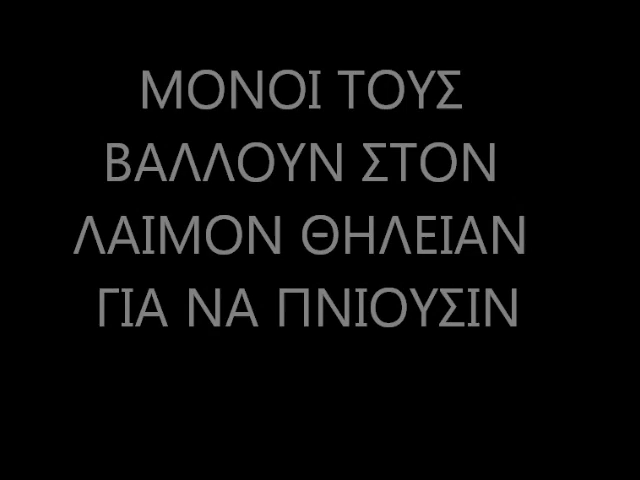 ΜΟΝΟΙ ΤΟΥΣ
ΒΑΛΛΟΥΝ ΣΤΟΝ
ΛΑΙΜΟΝ ΘΗΛΕΙΑΝ
ΓΙΑ ΝΑ ΠΝΙΟΥΣΙΝ